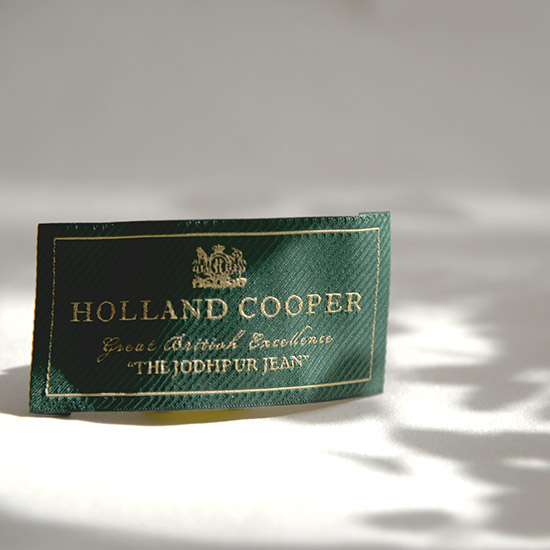 HOLLAND COOPER
Great British Excellence
"THE JODHPUR JEAN"